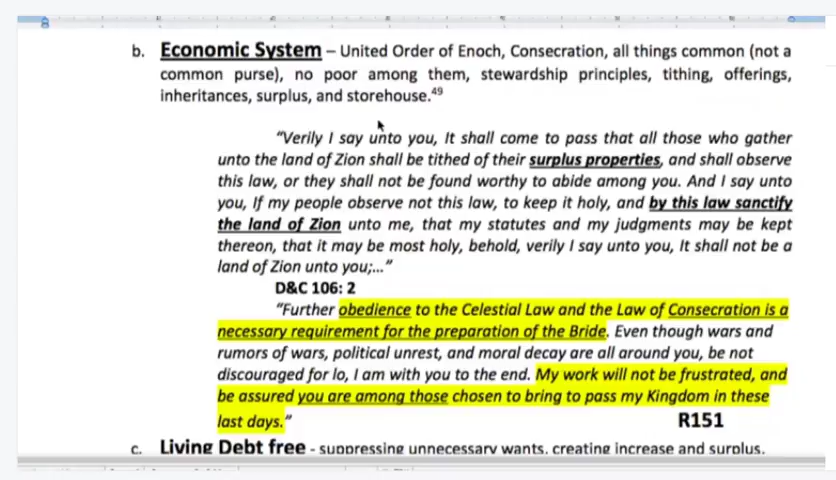 b. Economic System – United Order of Enoch, Consecration, all things common (not a
common purse), no poor among them, stewardship principles, tithing, offerings,
inheritances, surplus, and storehouse.49
"Verily I say unto you, It shall come to pass that all those who gather
unto the land of Zion shall be tithed of their surplus properties, and shall observe
this law, or they shall not be found worthy to abide among you. And I say unto
you, If my people observe not this law, to keep it holy, and by this law sanctify
the land of Zion unto me, that my statutes and my judgments may be kept
thereon, that it may be most holy, behold, verily I say unto you, It shall not be a
land of Zion unto you;..."
D&C 106: 2
"Further obedience to the Celestial Law and the Law of Consecration is a
necessary requirement for the preparation of the Bride. Even though wars and
rumors of wars, political unrest, and moral decay are all around you, be not
discouraged for lo, I am with you to the end. My work will not be frustrated, and
be assured you are among those chosen to bring to pass my Kingdom in these
last days." R151
c. Living Debt free - suppressing unnecessary wants, creating increase and surplus.